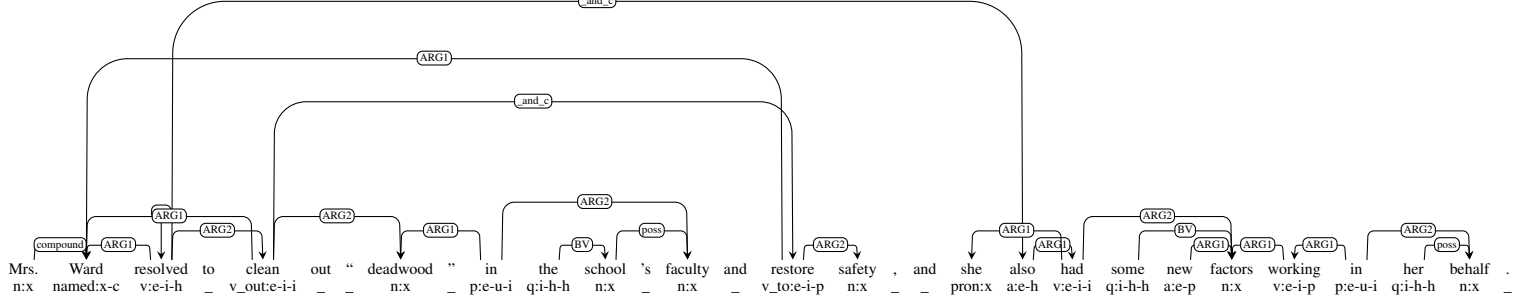 _and_c
ARG1
_and_c
ARG1 ARG2 ARG2
compound ARG1 ARG2 ARG1 BV poss ARG2 ARG1 ARG1 ARG2 BV ARG1 ARG1 ARG1 ARG2 poss
Mrs. Ward resolved to clean out “ deadwood ” in the school 's faculty and restore safety , and she also had some new factors working in her behalf .
n:x named:x-c v:e-i-h _ v_out:e-i-i _ _ n:x _ p:e-u-i q:i-h-h n:x _ n:x _ v_to:e-i-p n:x _ _ pron:x a:e-h v:e-i-i q:i-h-h a:e-p n:x v:e-i-p p:e-u-i q:i-h-h n:x _